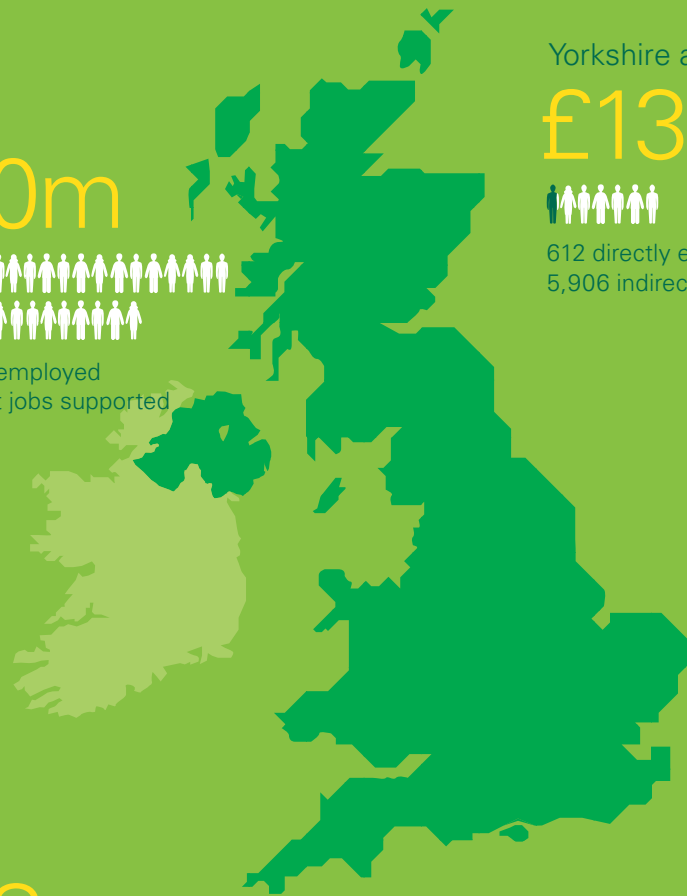 Yorkshire a
£13
612 directly e
5,906 indirec
0m
employed
t jobs supported